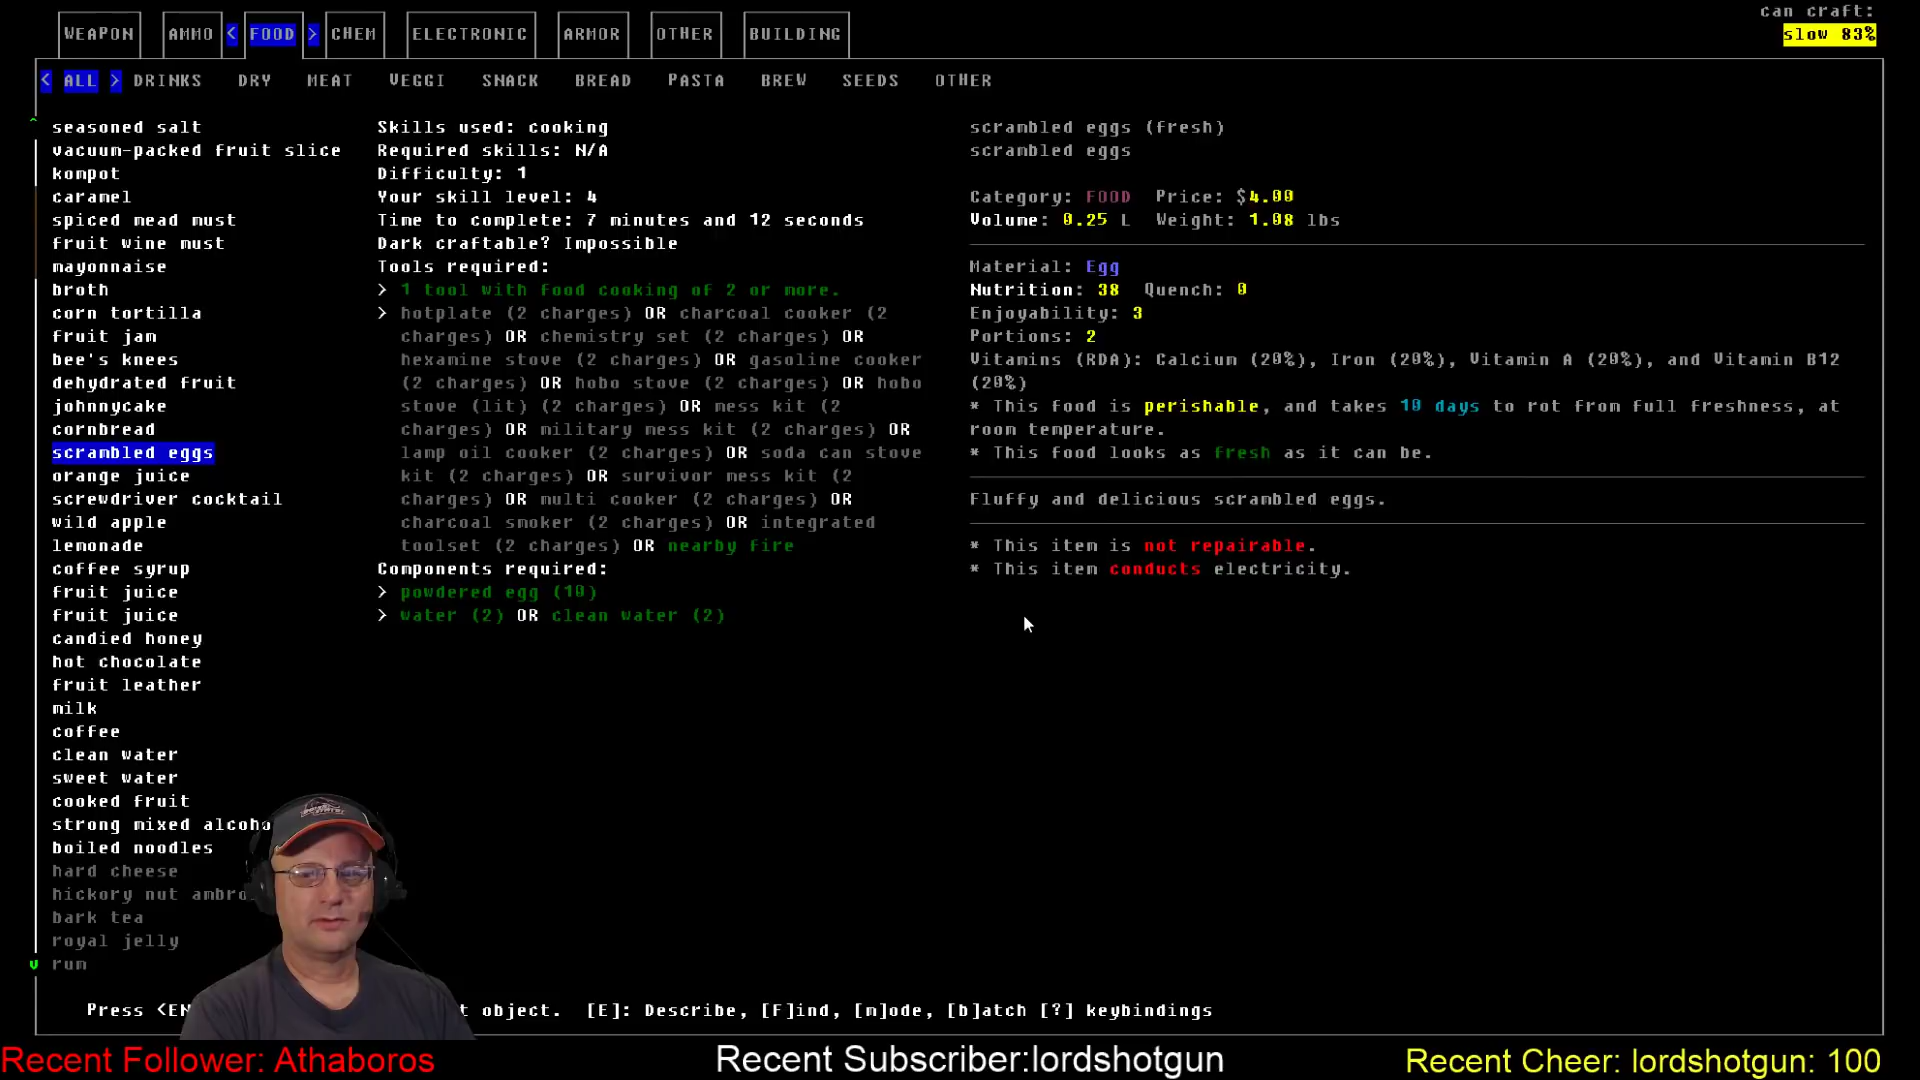 can craft:
WEAPON AMMO < FOOD > CHEM ELECTRONIC ARMOR OTHER BUILDING slow 83%
< ALL > DRINKS DRY MEAT VEGGI SNACK BREAD PASTA BREW SEEDS OTHER
^
seasoned salt
vacuum-packed fruit slice
kompot
caramel
spiced mead must
fruit wine must
mayonnaise
broth
corn tortilla
fruit jam
bee's knees
dehydrated fruit
johnnycake
cornbread
scrambled eggs
orange juice
screwdriver cocktail
wild apple
lemonade
coffee syrup
fruit juice
fruit juice
candied honey
hot chocolate
fruit leather
milk
coffee
clean water
sweet water
cooked fruit
strong mixed alcoho
boiled noodles
hard cheese
hickory nut ambro
bark tea
royal jelly
v rum
Skills used: cooking
Required skills: N/A
Difficulty: 1
Your skill level: 4
Time to complete: 7 minutes and 12 seconds
Dark craftable? Impossible
Tools required:
> 1 tool with food cooking of 2 or more.
> hotplate (2 charges) OR charcoal cooker (2
charges) OR chemistry set (2 charges) OR
hexamine stove (2 charges) OR gasoline cooker
(2 charges) OR hobo stove (2 charges) OR hobo
stove (lit) (2 charges) OR mess kit (2
charges) OR military mess kit (2 charges) OR
lamp oil cooker (2 charges) OR soda can stove
kit (2 charges) OR survivor mess kit (2
charges) OR multi cooker (2 charges) OR
charcoal smoker (2 charges) OR integrated
toolset (2 charges) OR nearby fire
Components required:
> powdered egg (10)
> water (2) OR clean water (2)
scrambled eggs (fresh)
scrambled eggs
Category: FOOD Price: $4.00
Volume: 0.25 L Weight: 1.08 lbs
Material: Egg
Nutrition: 38 Quench: 0
Enjoyability: 3
Portions: 2
Vitamins (RDA): Calcium (20%), Iron (20%), Vitamin A (20%), and Vitamin B12
(20%)
* This food is perishable, and takes 10 days to rot from full freshness, at
room temperature.
* This food looks as fresh as it can be.
Fluffy and delicious scrambled eggs.
* This item is not repairable.
* This item conducts electricity.
Press <EN t object. [E]: Describe, [F]ind, [m]ode, [b]atch [?] keybindings
Recent Follower: Athaboros Recent Subscriber:lordshotgun Recent Cheer: lordshotgun: 100